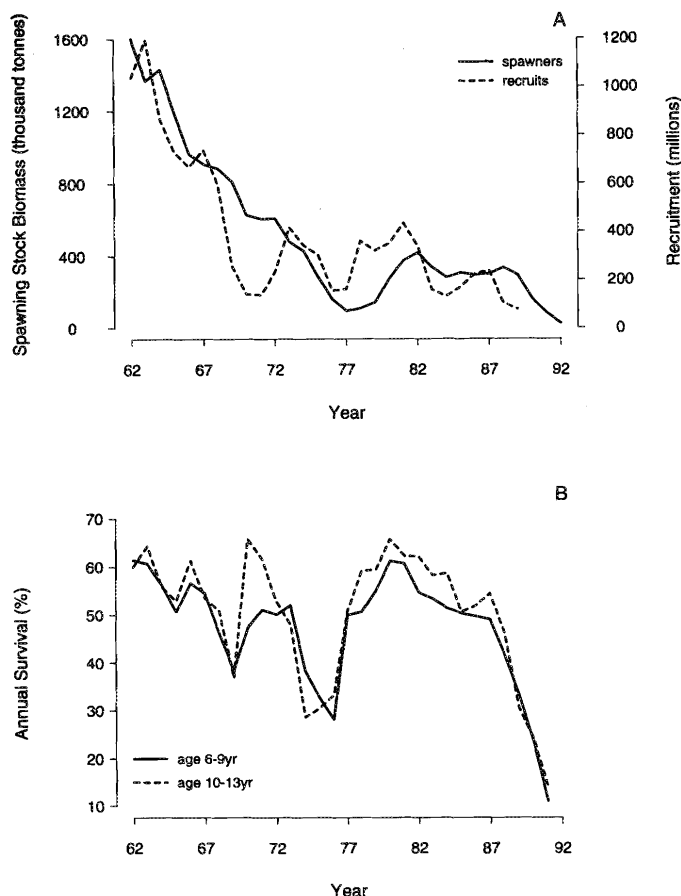 A
Spawning Stock Biomass (thousand tonnes)
1600
1200
800
400
0
spawners
recruits
1200
1000
800
600
400
200
0
Recruitment (millions)
62 67 72 77 82 87 92
Year
B
Annual Survival (%)
70
60
50
40
30
20
10
age 6-9yr
age 10-13yr
62 67 72 77 82 87 92
Year